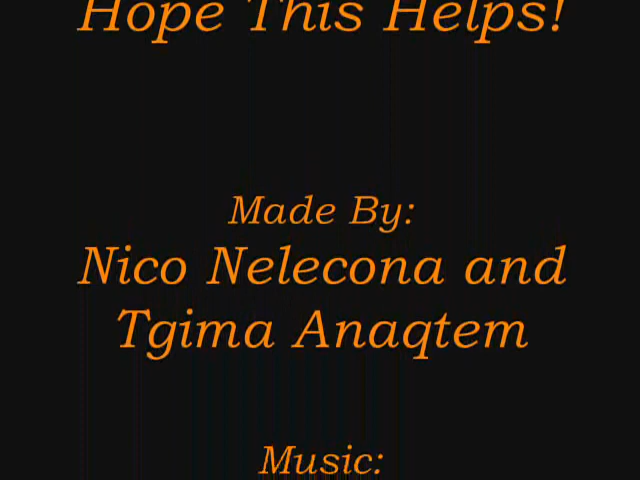 Hope This Helps!
Made By:
Nico Nelecona and
Tgima Anaqtem
Music: